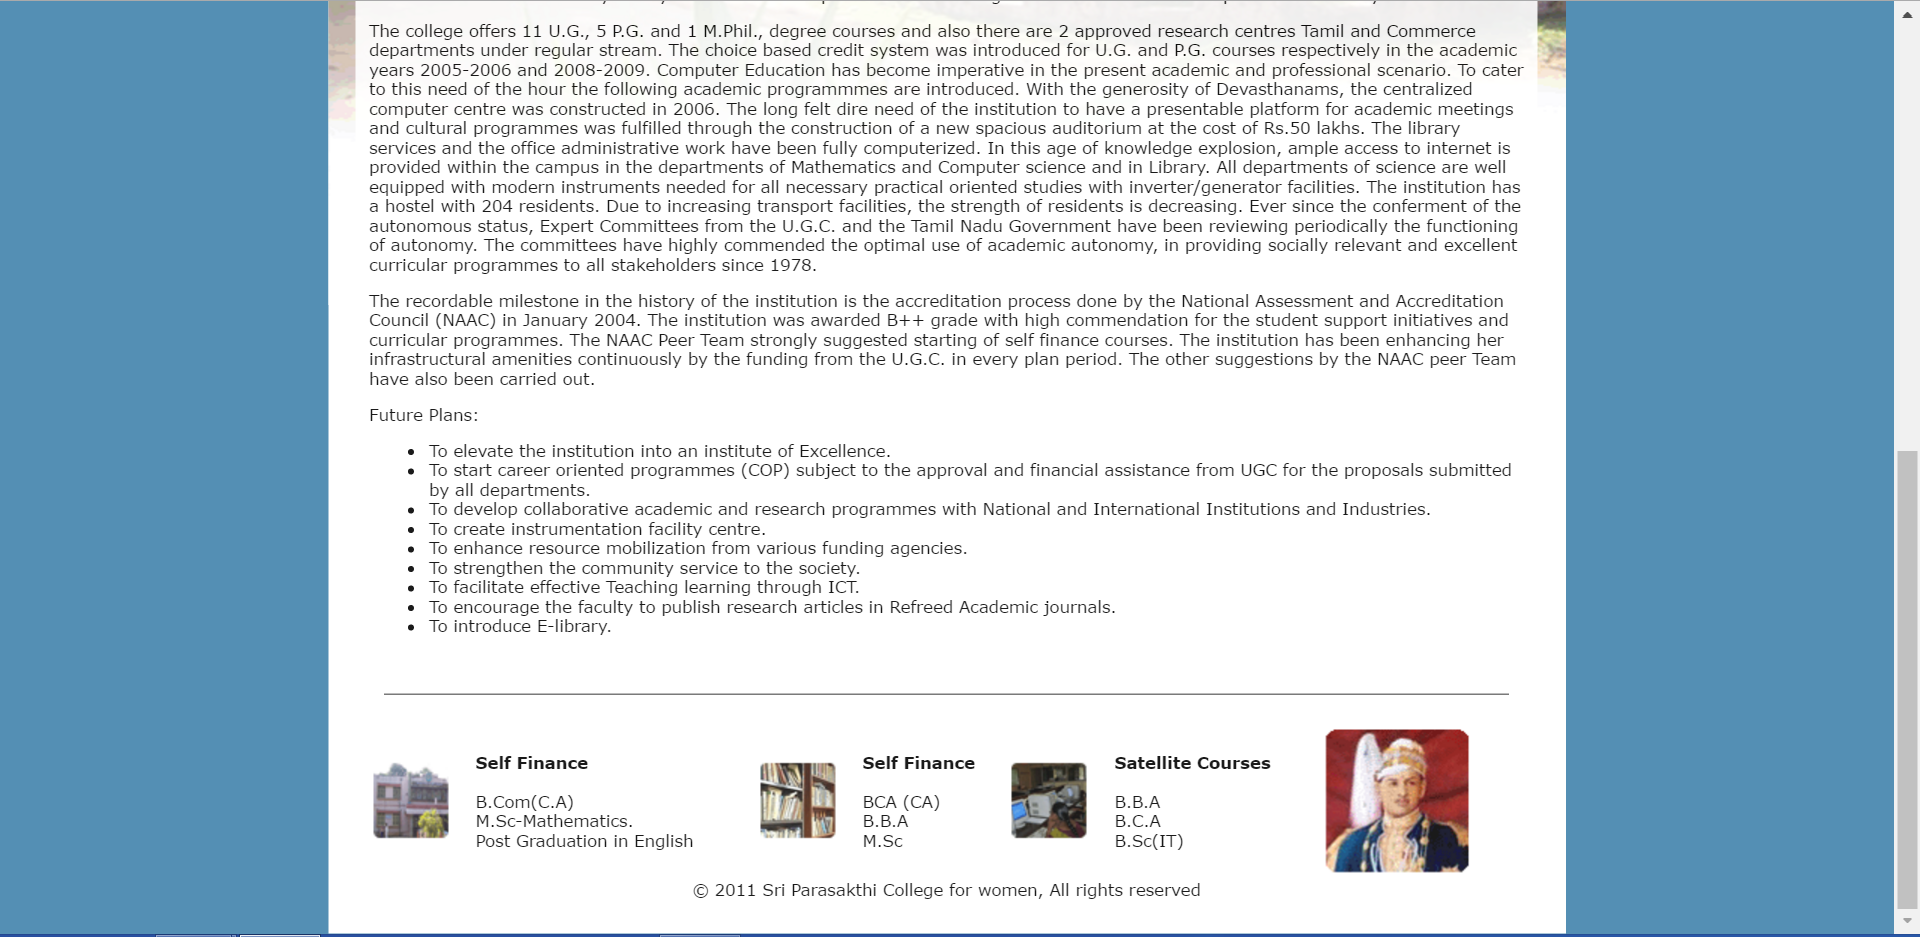 The college offers 11 U.G., 5 P.G. and 1 M.Phil., degree courses and also there are 2 approved research centres Tamil and Commerce
departments under regular stream. The choice based credit system was introduced for U.G. and P.G. courses respectively in the academic
years 2005-2006 and 2008-2009. Computer Education has become imperative in the present academic and professional scenario. To cater
to this need of the hour the following academic programmmes are introduced. With the generosity of Devasthanams, the centralized
computer centre was constructed in 2006. The long felt dire need of the institution to have a presentable platform for academic meetings
and cultural programmes was fulfilled through the construction of a new spacious auditorium at the cost of Rs.50 lakhs. The library
services and the office administrative work have been fully computerized. In this age of knowledge explosion, ample access to internet is
provided within the campus in the departments of Mathematics and Computer science and in Library. All departments of science are well
equipped with modern instruments needed for all necessary practical oriented studies with inverter/generator facilities. The institution has
a hostel with 204 residents. Due to increasing transport facilities, the strength of residents is decreasing. Ever since the conferment of the
autonomous status, Expert Committees from the U.G.C. and the Tamil Nadu Government have been reviewing periodically the functioning
of autonomy. The committees have highly commended the optimal use of academic autonomy, in providing socially relevant and excellent
curricular programmes to all stakeholders since 1978.
The recordable milestone in the history of the institution is the accreditation process done by the National Assessment and Accreditation
Council (NAAC) in January 2004. The institution was awarded B++ grade with high commendation for the student support initiatives and
curricular programmes. The NAAC Peer Team strongly suggested starting of self finance courses. The institution has been enhancing her
infrastructural amenities continuously by the funding from the U.G.C. in every plan period. The other suggestions by the NAAC peer Team
have also been carried out.
Future Plans:
• To elevate the institution into an institute of Excellence.
• To start career oriented programmes (COP) subject to the approval and financial assistance from UGC for the proposals submitted
by all departments.
• To develop collaborative academic and research programmes with National and International Institutions and Industries.
• To create instrumentation facility centre.
• To enhance resource mobilization from various funding agencies.
• To strengthen the community service to the society.
• To facilitate effective Teaching learning through ICT.
• To encourage the faculty to publish research articles in Refreed Academic journals.
• To introduce E-library.
Self Finance
B.Com(C.A)
M.Sc-Mathematics.
Post Graduation in English
Self Finance
BCA (CA)
B.B.A
M.Sc
Satellite Courses
B.B.A
B.C.A
B.Sc(IT)
© 2011 Sri Parasakthi College for women, All rights reserved